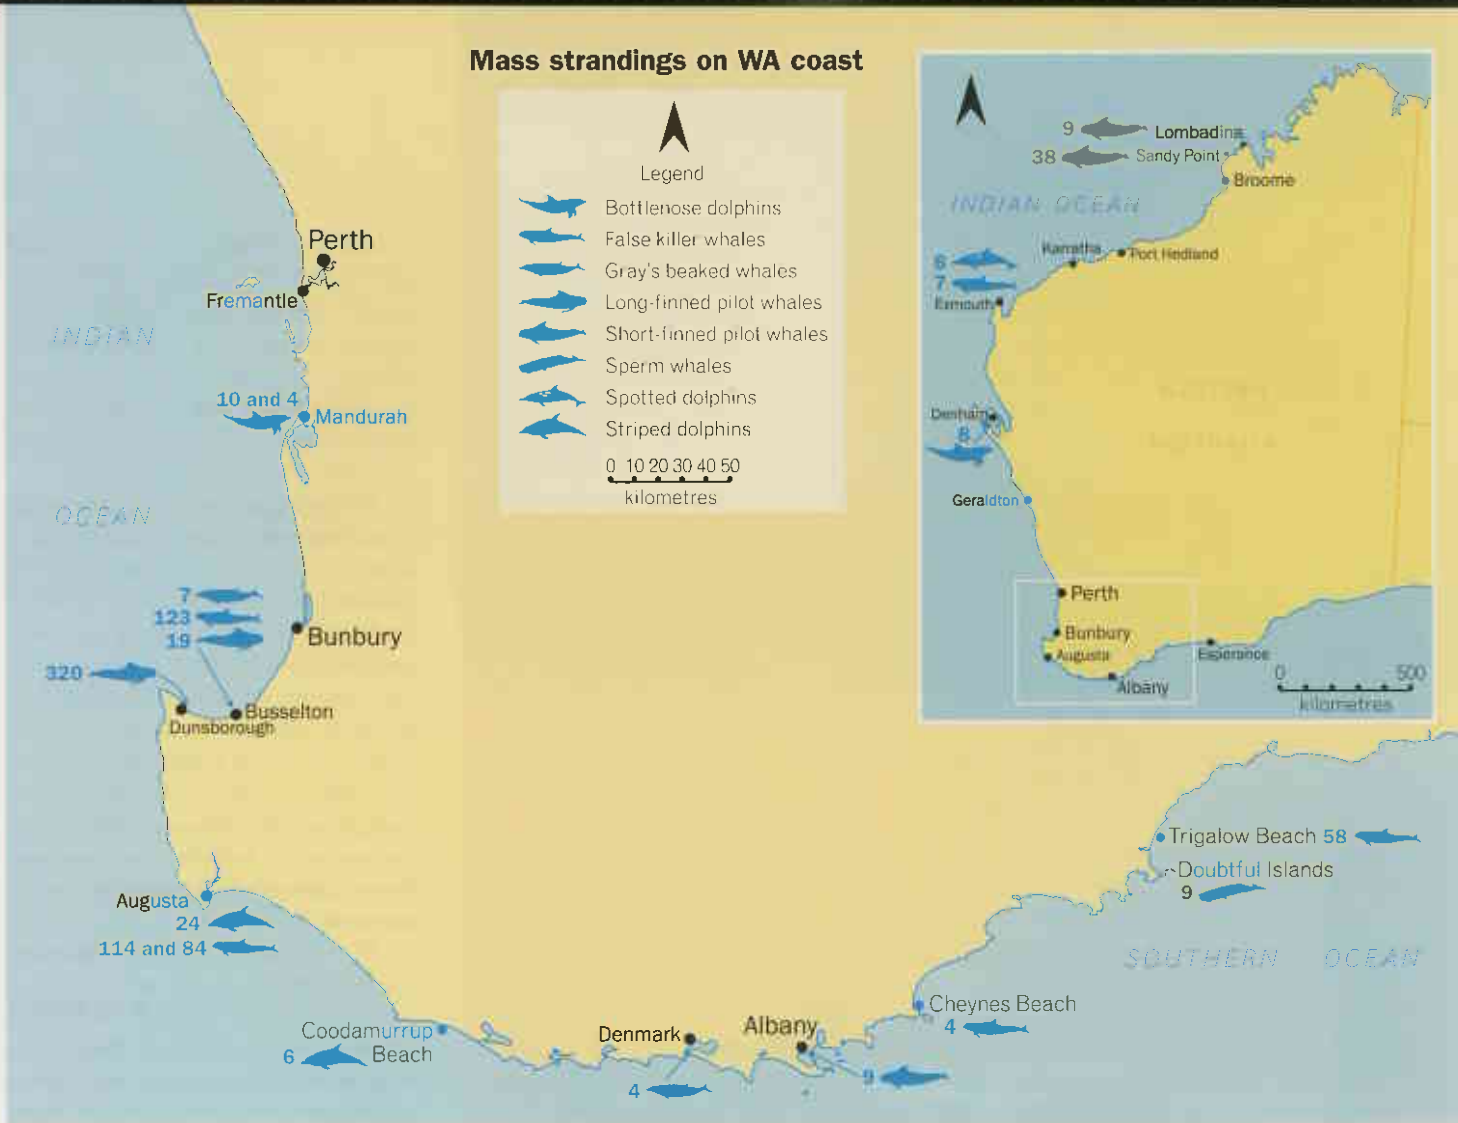 Mass strandings on WA coast
Legend
Bottlenose dolphins
False killer whales
Gray's beaked whales
Long-finned pilot whales
Short-finned pilot whales
Sperm whales
Spotted dolphins
Striped dolphins
0 10 20 30 40 50
kilometres
Perth
Fremantle
INDIAN
10 and 4
Mandurah
OCEAN
7
123
19
Bunbury
320
Busselton
Dunsborough
Augusta
24
114 and 84
Coodamurrup
6
Beach
Denmark
4
Albany
9
Cheynes Beach
4
Trigalow Beach 58
Doubtful Islands
9
SOUTHERN OCEAN
9
Lombadina
38
Sandy Point
Broome
INDIAN OCEAN
Karratha
Port Hedland
6
7
Exmouth
WESTERN
AUSTRALIA
Denham
8
Geraldton
Perth
Bunbury
Augusta
Albany
Esperance
0 500
kilometres